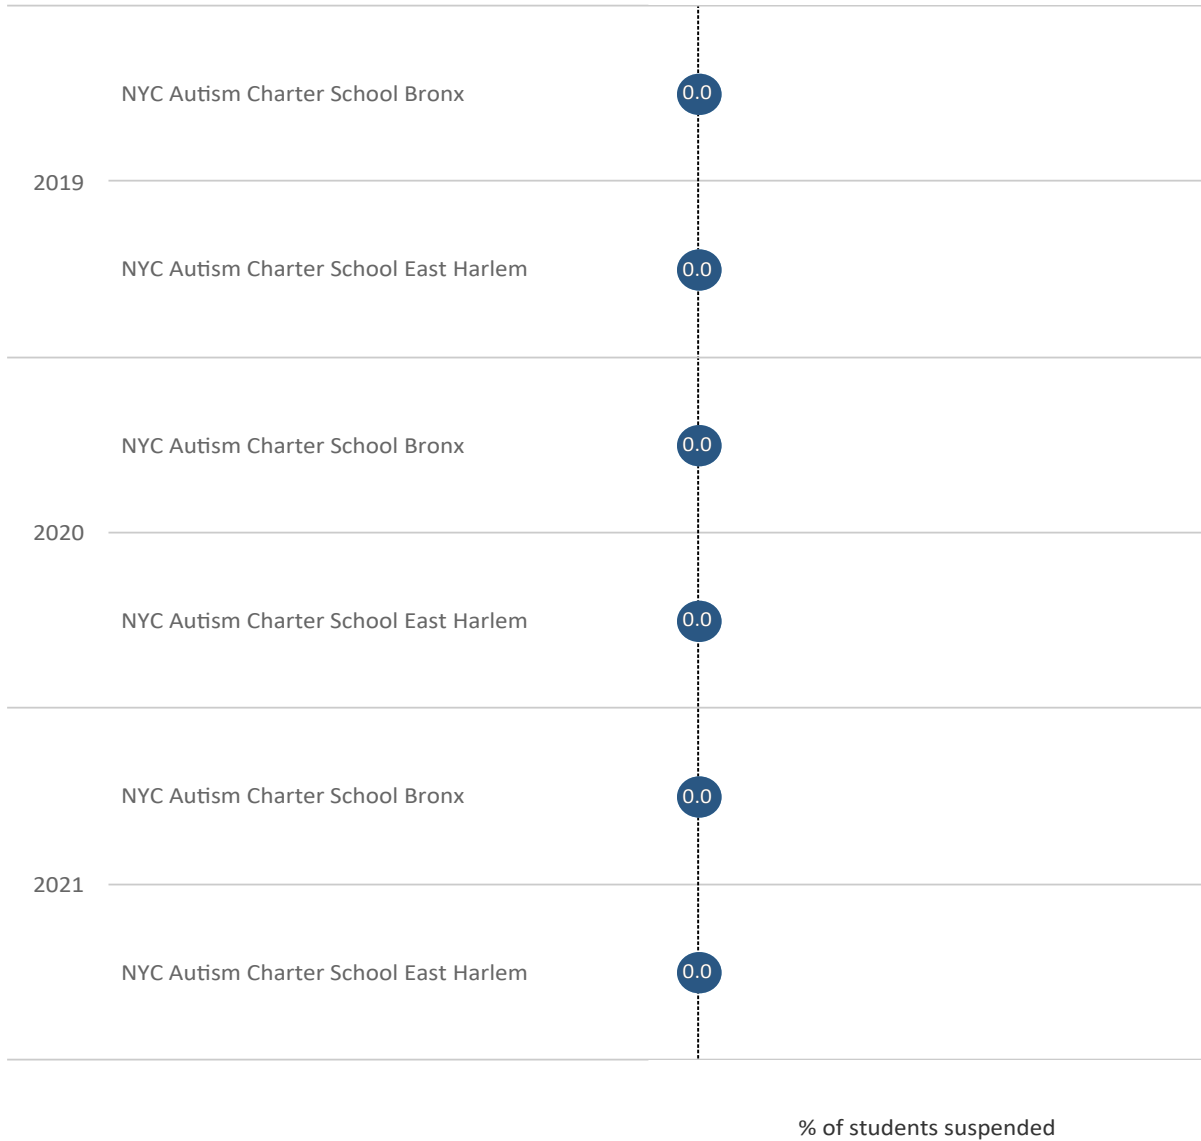 NYC Autism Charter School Bronx 0.0
2019
NYC Autism Charter School East Harlem 0.0
NYC Autism Charter School Bronx 0.0
2020
NYC Autism Charter School East Harlem 0.0
NYC Autism Charter School Bronx 0.0
2021
NYC Autism Charter School East Harlem 0.0
% of students suspended